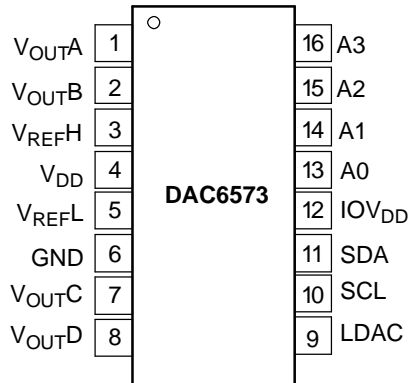 VOUTA 1 16 A3
VOUTB 2 15 A2
VREFH 3 14 A1
VDD 4 13 A0
DAC6573
VREFL 5 12 IOVDD
GND 6 11 SDA
VOUTC 7 10 SCL
VOUTD 8 9 LDAC